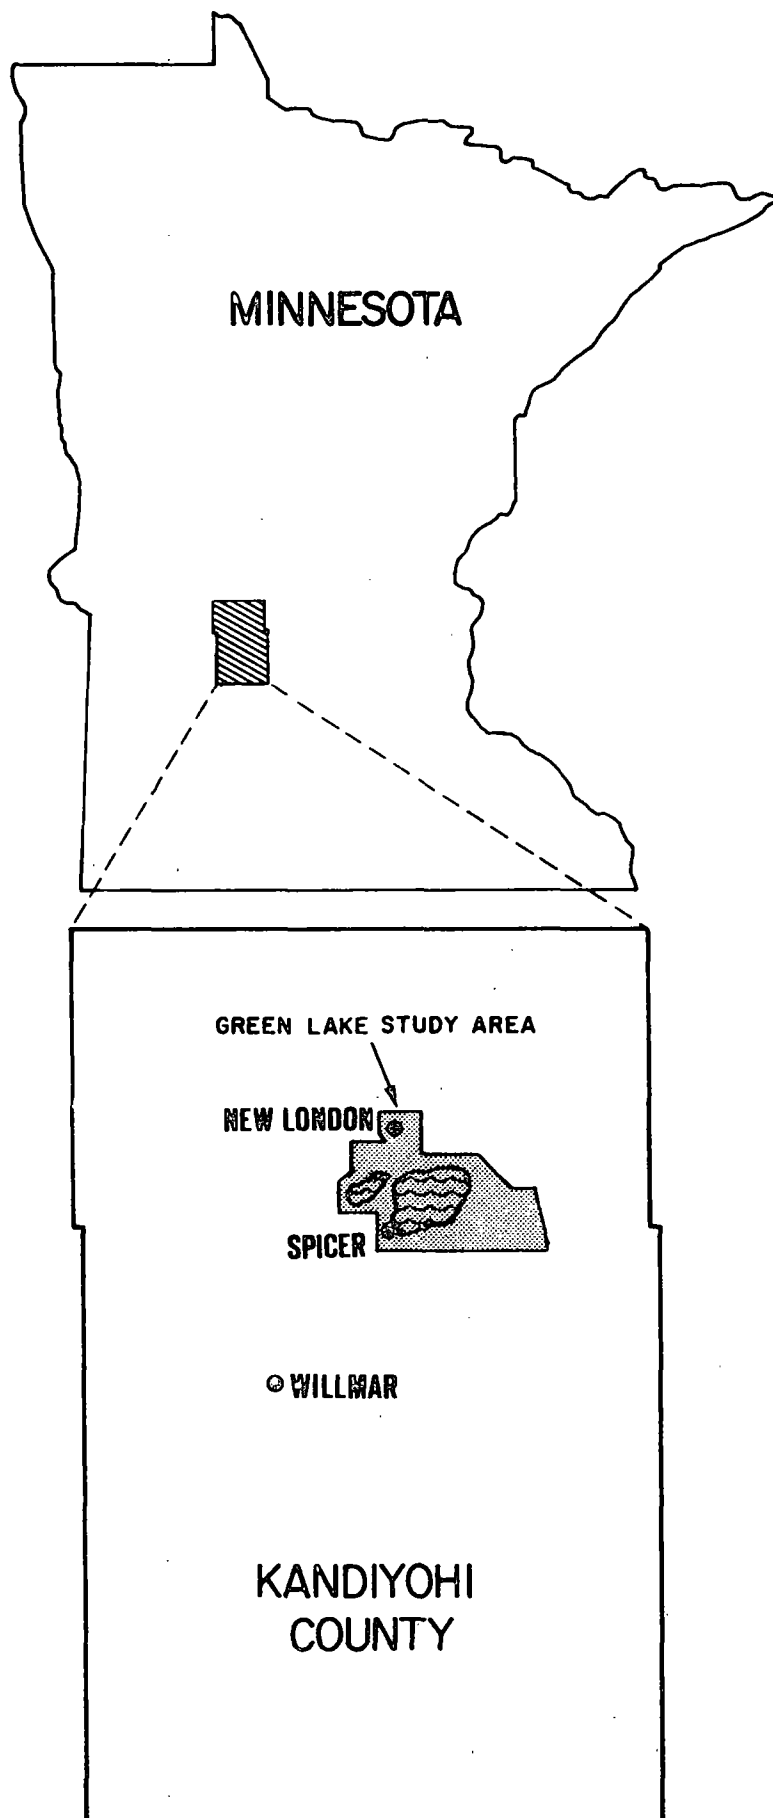 MINNESOTA
GREEN LAKE STUDY AREA
NEW LONDON
SPICER
WILLMAR
KANDIYOHI
COUNTY